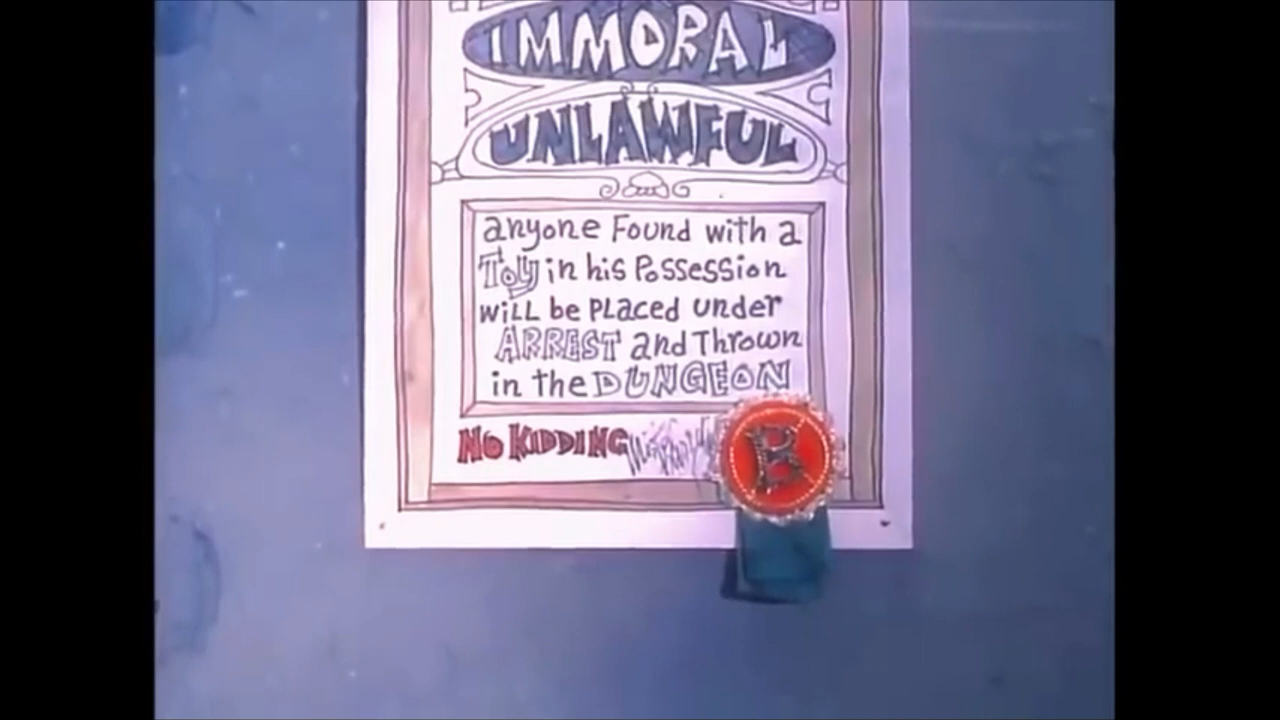 IMMORAL
UNLAWFUL
anyone Found with a
Toy in his Possession
will be Placed under
ARREST and Thrown
in the DUNGEON
No KIDDING
B